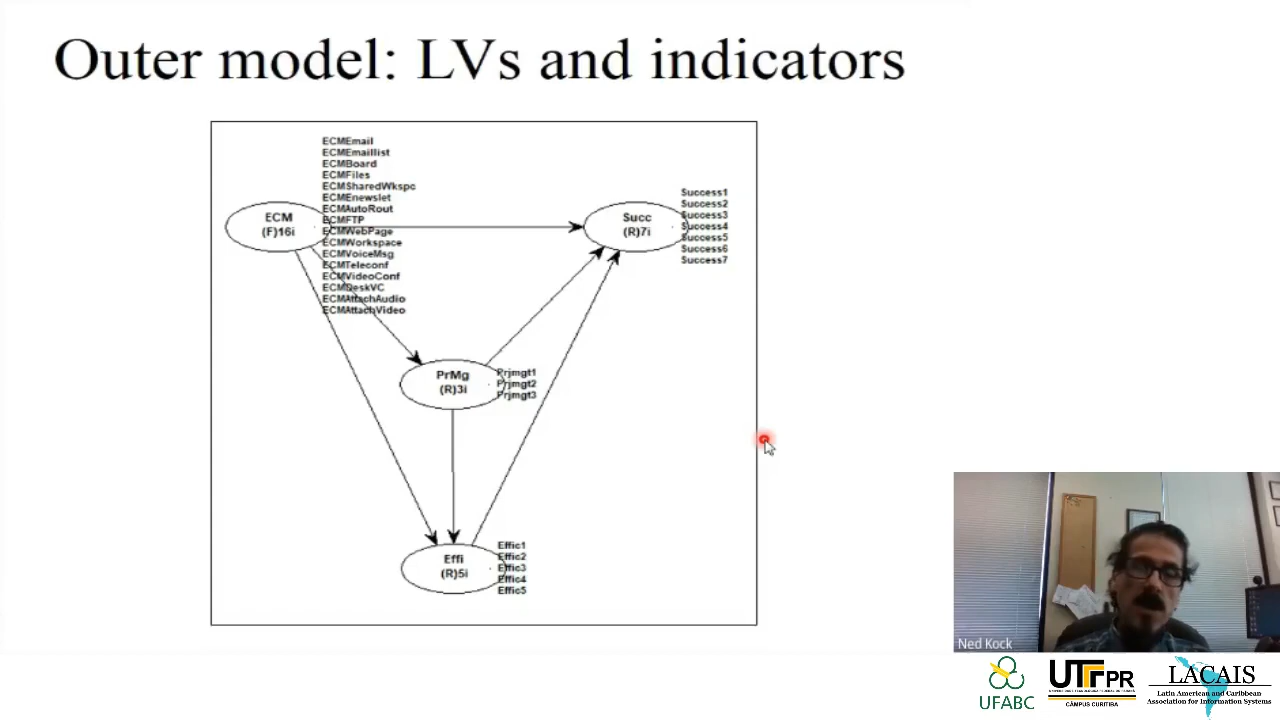 Outer model: LVs and indicators
ECMEmail
ECMEmaillist
ECMBoard
ECMFiles
ECMSharedWkspc
ECMEnewslet
ECMAutoRout
ECMFTP
ECMWebPage
ECMWorkspace
ECMVoiceMsg
ECMTeleconf
ECMVideoConf
ECMDeskVC
ECMAttachAudio
ECMAttachVideo
ECM
(F)16i
Succ
(R)7i
Success1
Success2
Success3
Success4
Success5
Success6
Success7
PrMg
(R)3i
Prjmgt1
Prjmgt2
Prjmgt3
Effi
(R)5i
Effic1
Effic2
Effic3
Effic4
Effic5
Ned Kock
UFABC
UTFPR
CÂMPUS CURITIBA
LACAIS
Latin American and Caribbean
Association for Information Systems